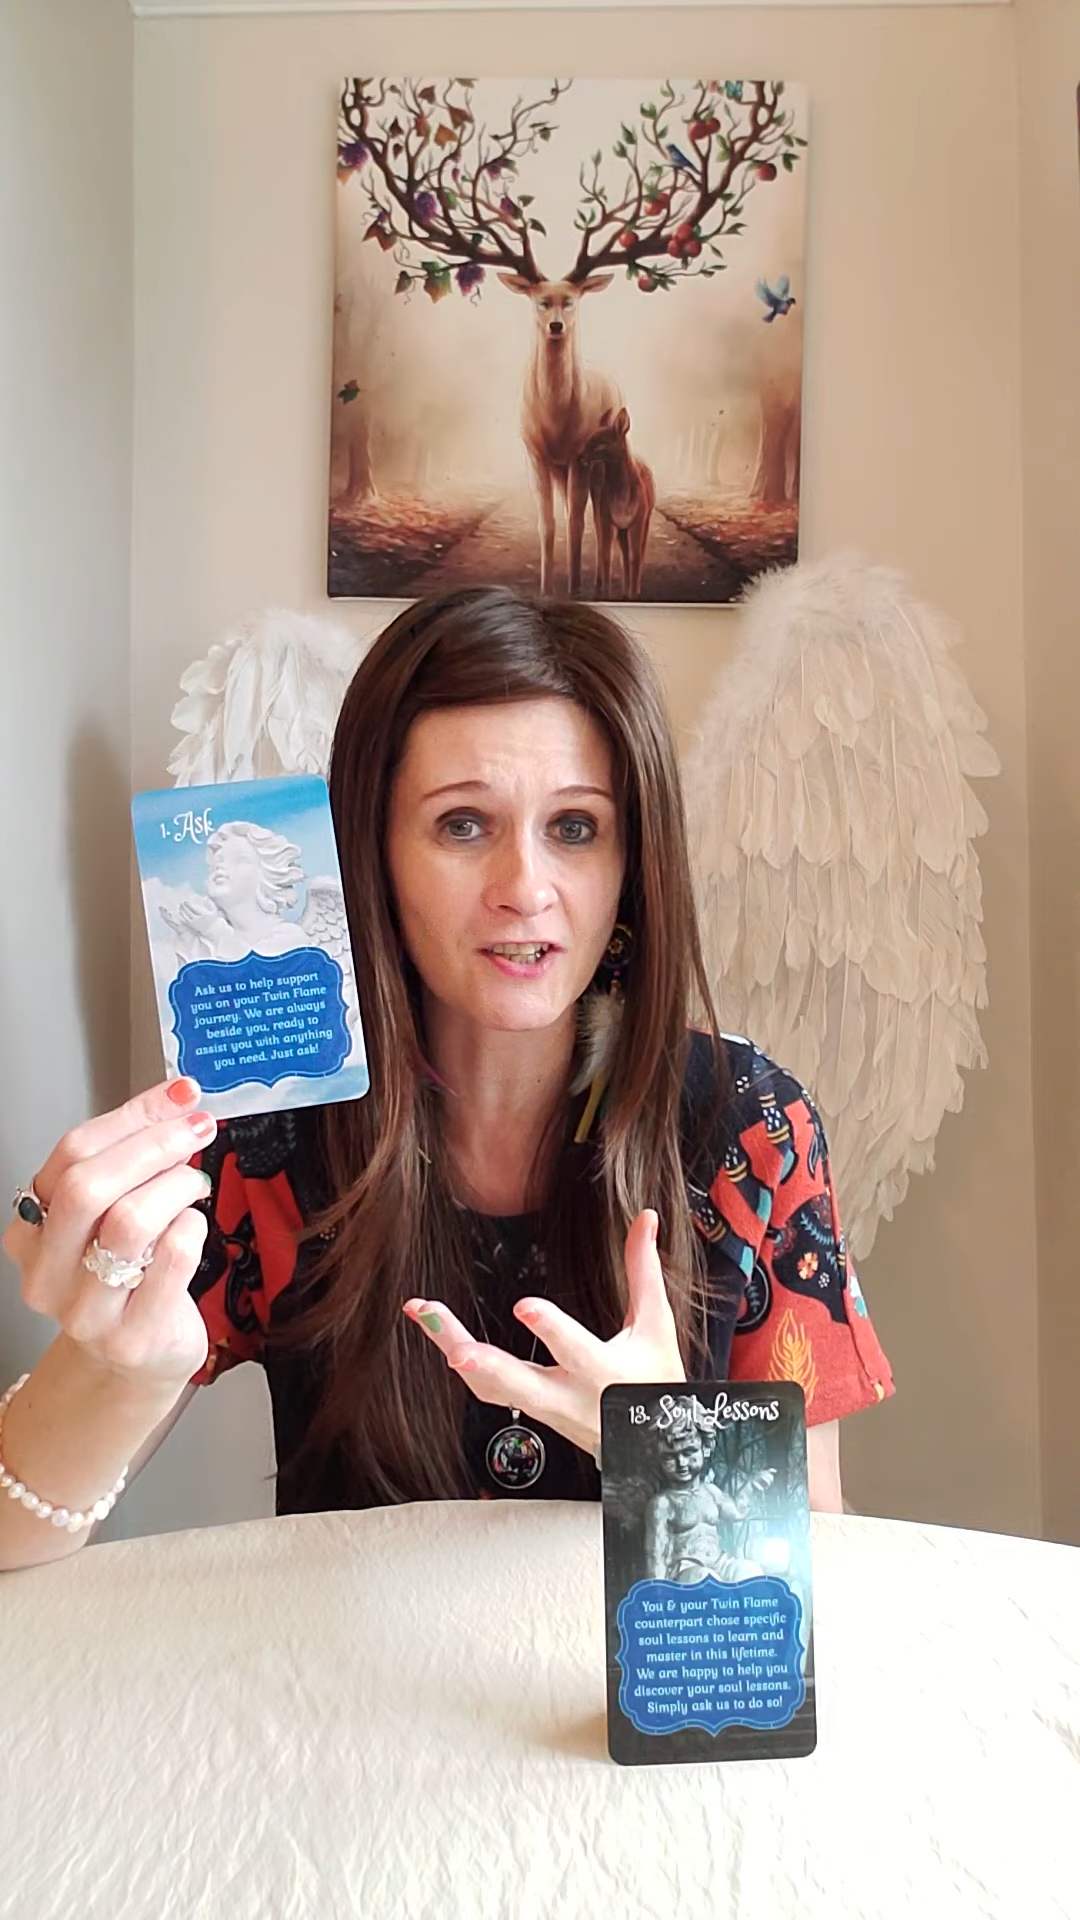 1. Ask
Ask us to help support
you on your Twin Flame
journey. We are always
beside you, ready to
assist you with anything
you need. Just ask!
13. Soul Lessons
You & your Twin Flame
counterpart chose specific
soul lessons to learn and
master in this lifetime.
We are happy to help you
discover your soul lessons.
Simply ask us to do so!